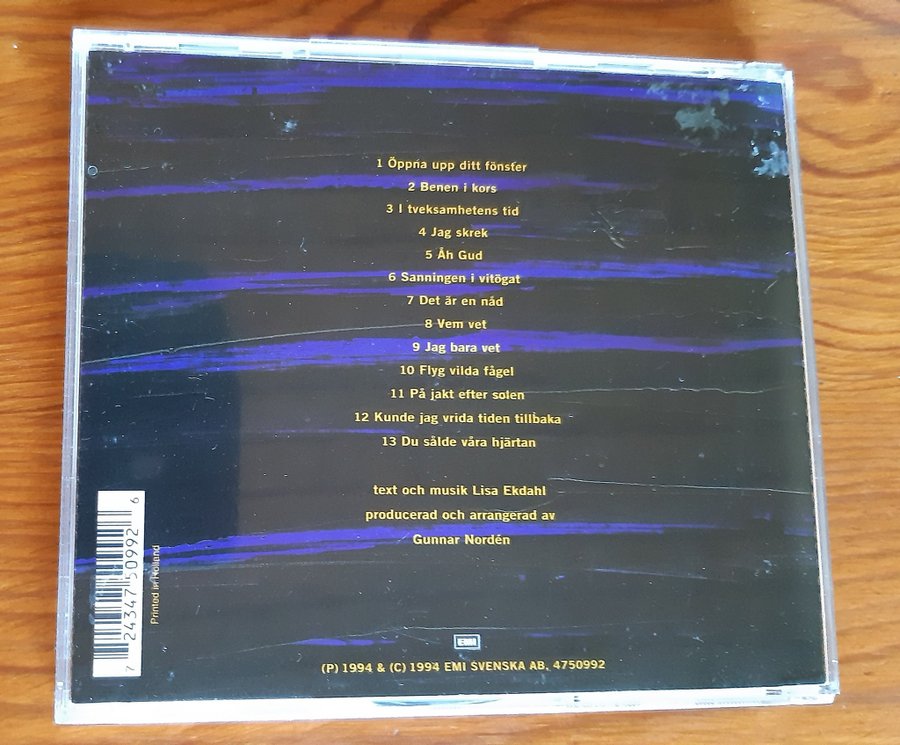 1 Öppna upp ditt fönster
2 Benen i kors
3 I tveksamhetens tid
4 Jag skrek
5 Åh Gud
6 Sanningen i vitögat
7 Det är en nåd
8 Vem vet
9 Jag bara vet
10 Flyg vilda fågel
11 På jakt efter solen
12 Kunde jag vrida tiden tillbaka
13 Du sålde våra hjärtan
text och musik Lisa Ekdahl
producerad och arrangerad av
Gunnar Nordén
7 24347 50992 6
Printed in Holland
EMI
(P) 1994 & (C) 1994 EMI SVENSKA AB, 4750992